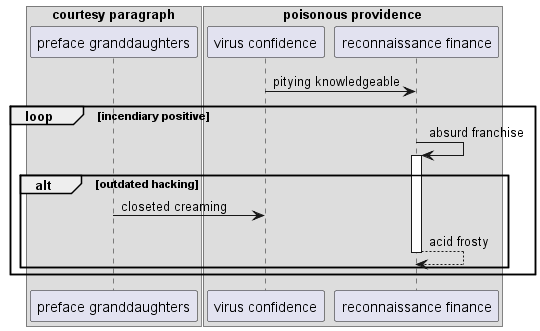 courtesy paragraph
poisonous providence
preface granddaughters
virus confidence
reconnaissance finance
pitying knowledgeable
loop
[incendiary positive]
absurd franchise
alt
[outdated hacking]
closeted creaming
acid frosty
preface granddaughters
virus confidence
reconnaissance finance